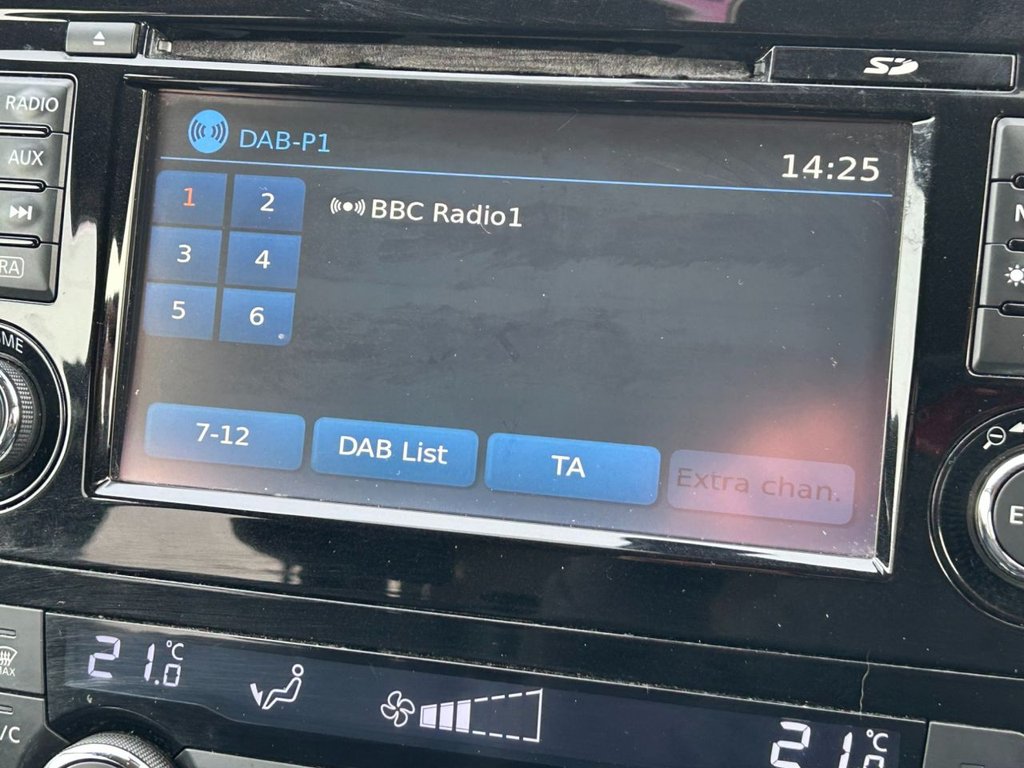 SD
RADIO
AUX
DAB-P1
14:25
1 2
BBC Radio1
3 4
5 6
7-12
DAB List
TA
Extra chan.
21.0 °C
21 °C
MAX